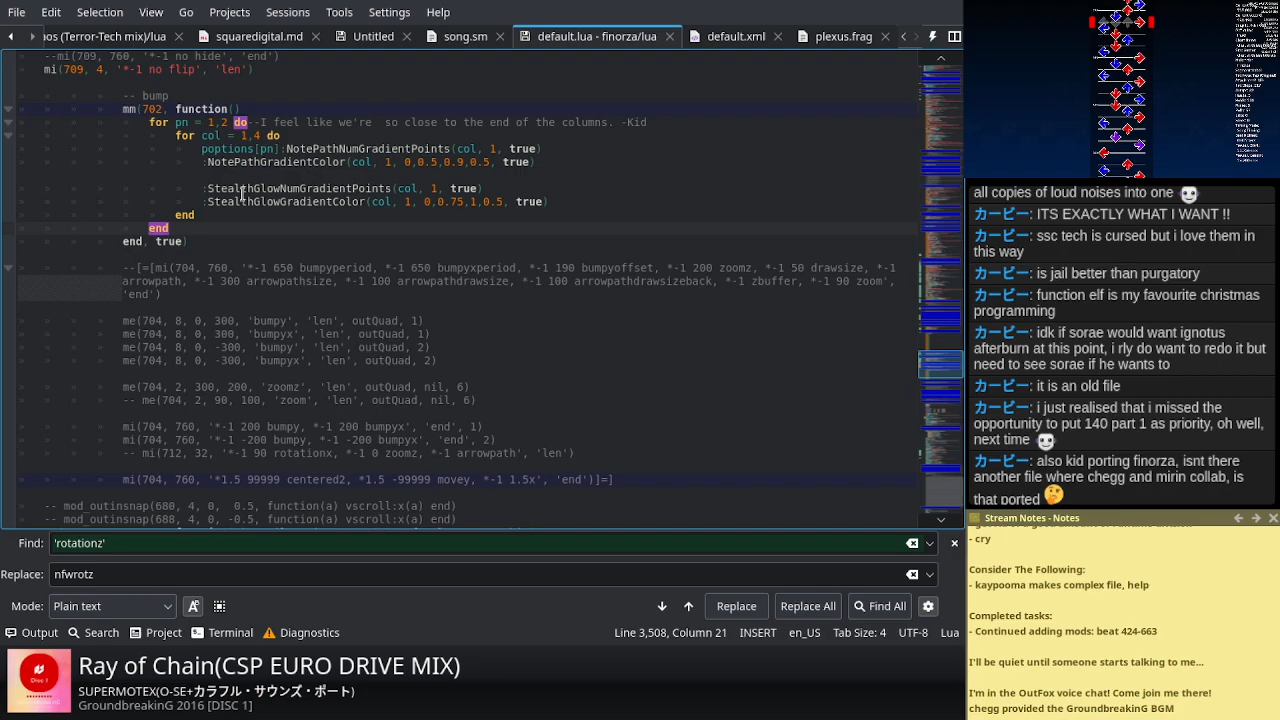 File Edit View Go Projects Sessions Tools Settings Help
aos (Terror-Tech mix)/lua squaredigital.md Untitled song.sm default.lua - finorza/lua default.xml plexus.frag
--mi(709, 760, '*-1 no hide', 'end')
mi(709, 4, '*-1 no flip', 'len')
-- bump
mm(702, function()
for pn = 1,2 do--I feel like we're so close to the end of the columns. -Kid
for col = 1,4 do
poptions[pn]:NotePathNumGradientPoints(col, 1, true)
:NotePathGradientColor(col, 1, 0,0.5,0.9,0.5, true)
:StealthGlowNumGradientPoints(col, 1, true)
:StealthGlowGradientColor(col, 1, 0,0.75,1,0.5, true)
end
end
end, true)
--[=[mi(704, 760, '*-1 650 bumpyperiod, *-1 650 bumpyxperiod, *-1 190 bumpyoffset, *-1 200 zoomz, *-1 50 drawsize, *-1
arrowpath, *-1 300 arrowpathsize, *-1 100 arrowpathdrawsize, *-1 100 arrowpathdrawsizeback, *-1 zbuffer, *-1 90 zoom',
'end')
me(704, 8, 0, 300, 'bumpy', 'len', outQuad, 1)
me(704, 8, 0, 300, 'bumpyx', 'len', outQuad, 1)
me(704, 8, 0, -300, 'bumpy', 'len', outQuad, 2)
me(704, 8, 0, -300, 'bumpyx', 'len', outQuad, 2)
me(704, 2, 300, 0, 'zoomz', 'len', outQuad, nil, 6)
-- me(704, 2, 90, 100, 'zoom', 'len', outQuad, nil, 6)
mi(704, 760, '*-1 200 bumpy, *-1 200 bumpyx', 'end', 1)
mi(704, 760, '*-1 -200 bumpy, *-1 -200 bumpyx', 'end', 2)
-- mi(712, 32, '*-1 90 rotationx, *-1 0 zoomz, *-1 arrowpath', 'len')
mi(704, 760, '*1.5 99999 centered2, *1.5 -99999 movey, *-1 1.5x', 'end')]=]
-- mod_outinsnap(680, 4, 0, 0.5, function(a) vscroll:x(a) end)
-- mod_outinsnap(688, 4, 0, 0.5, function(a) vscroll:x(a) end)
Find: 'rotationz'
Replace: nfwrotz
Mode: Plain text Replace Replace All Find All
Output Search Project Terminal Diagnostics Line 3,508, Column 21 INSERT en_US Tab Size: 4 UTF-8 Lua
Disc 1
Ray of Chain(CSP EURO DRIVE MIX)
SUPERMOTEX(O-SE+カラフル・サウンズ・ポート)
GroundbreakinG 2016 [DISC 1]
all copies of loud noises into one
カービー: ITS EXACTLY WHAT I WANT !!
カービー: ssc tech is cursed but i love them in
this way
カービー: is jail better than purgatory
カービー: function elf is my favourite christmas
programming
カービー: idk if sorae would want ignotus
afterburn at this point, i rly do want to redo it but
need to see sorae if he wants to
カービー: it is an old file
カービー: i just realised that i missed the
opportunity to put 140 part 1 as priority, oh well,
next time
カービー: also kid porting finorza, isnt there
another file where chegg and mirin collab, is
that ported
Stream Notes - Notes
- cry
Consider The Following:
- kaypooma makes complex file, help
Completed tasks:
- Continued adding mods: beat 424-663
I'll be quiet until someone starts talking to me...
I'm in the OutFox voice chat! Come join me there!
chegg provided the GroundbreakinG BGM